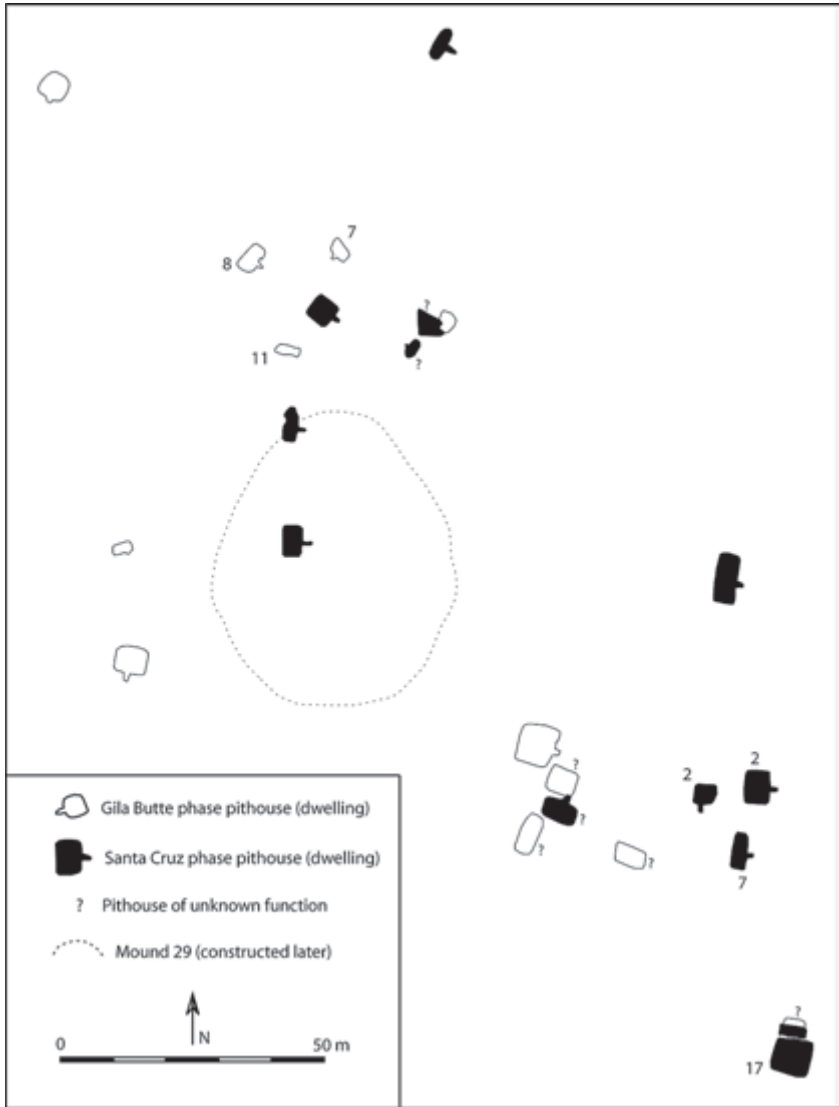 7
8
?
11
?
2
2
?
?
?
?
7
?
17
Gila Butte phase pithouse (dwelling)
Santa Cruz phase pithouse (dwelling)
? Pithouse of unknown function
Mound 29 (constructed later)
N
0 50 m